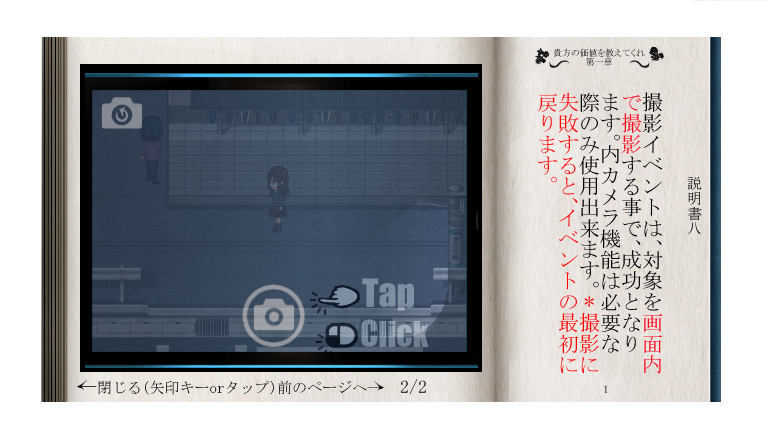 貴方の価値を教えてくれ
第一章
説明書八
撮影イベントは、対象を画面内
で撮影する事で、成功となり
ます。内カメラ機能は必要な
際のみ使用出来ます。*撮影に
失敗すると、イベントの最初に
戻ります。
1
Tap
Click
←閉じる(矢印キーorタップ)前のページへ→ 2/2